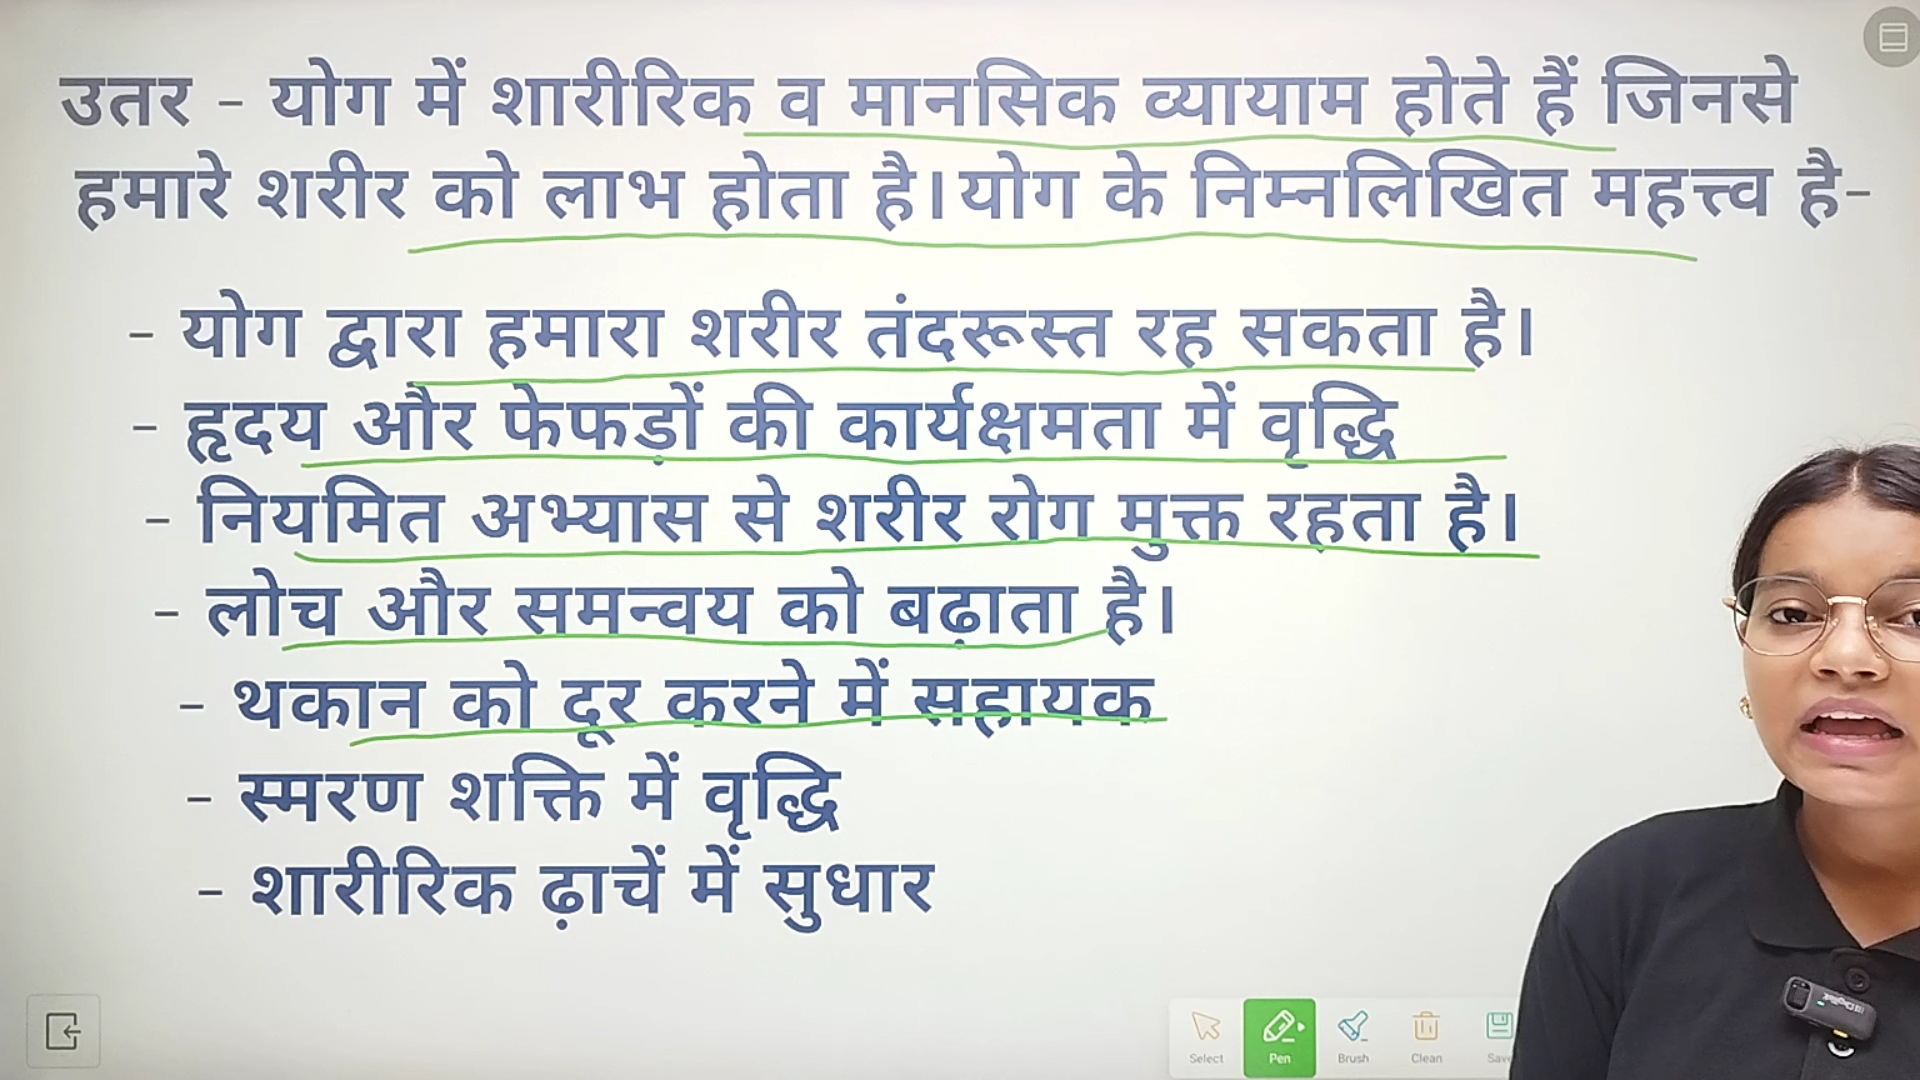 उतर - योग में शारीरिक व मानसिक व्यायाम होते हैं जिनसे
हमारे शरीर को लाभ होता है।योग के निम्नलिखित महत्त्व है-
- योग द्वारा हमारा शरीर तंदरूस्त रह सकता है।
- हृदय और फेफड़ों की कार्यक्षमता में वृद्धि
- नियमित अभ्यास से शरीर रोग मुक्त रहता है।
- लोच और समन्वय को बढ़ाता है।
- थकान को दूर करने में सहायक
- स्मरण शक्ति में वृद्धि
- शारीरिक ढ़ाचें में सुधार
Select Pen Brush Clean